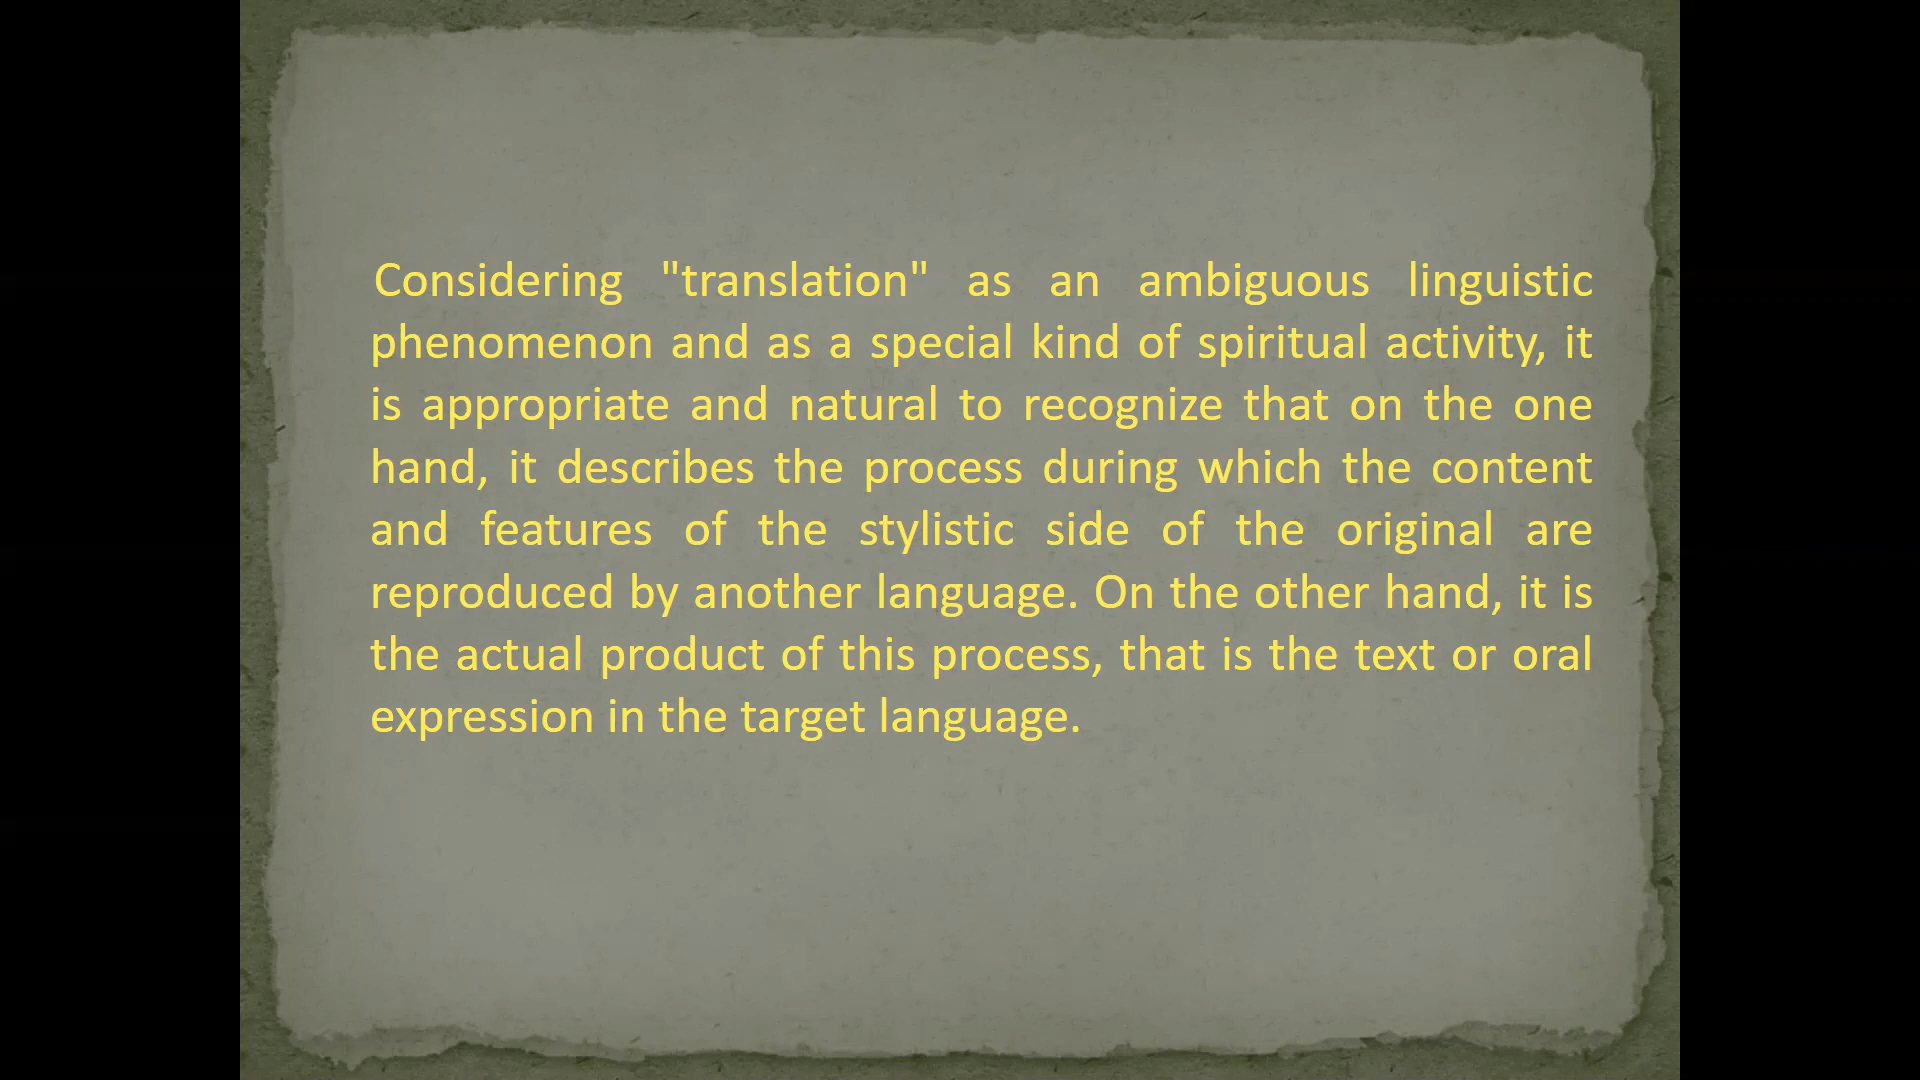 Considering "translation" as an ambiguous linguistic
phenomenon and as a special kind of spiritual activity, it
is appropriate and natural to recognize that on the one
hand, it describes the process during which the content
and features of the stylistic side of the original are
reproduced by another language. On the other hand, it is
the actual product of this process, that is the text or oral
expression in the target language.